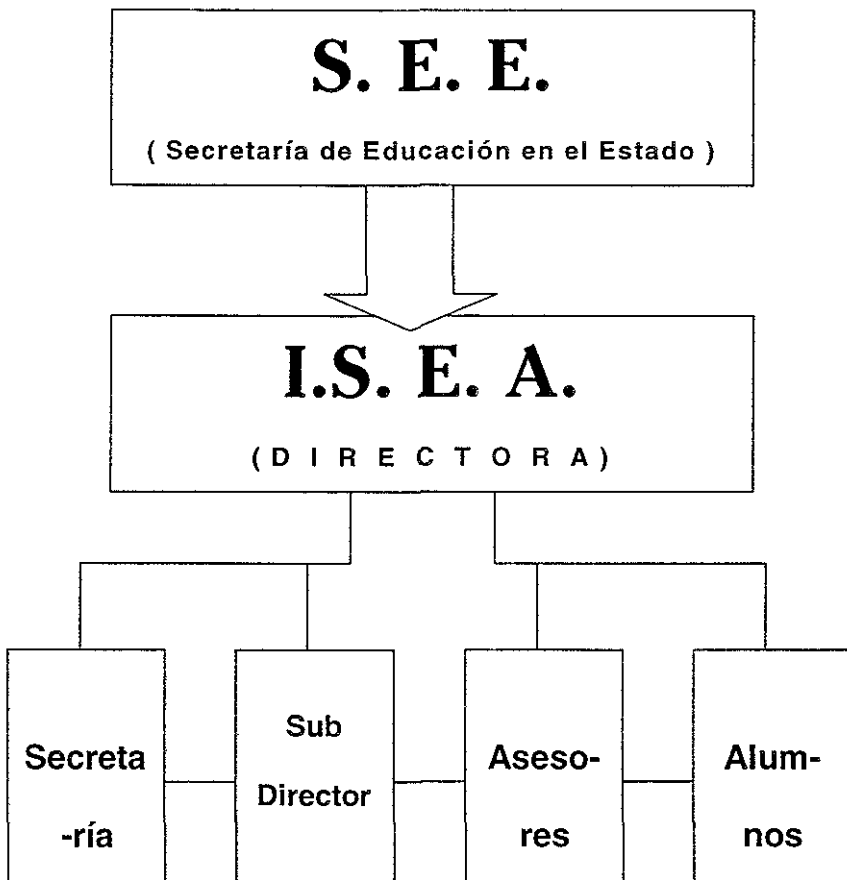 S. E. E.
( Secretaría de Educación en el Estado )
I.S. E. A.
( D I R E C T O R A )
Secreta
-ría
Sub
Director
Aseso-
res
Alum-
nos